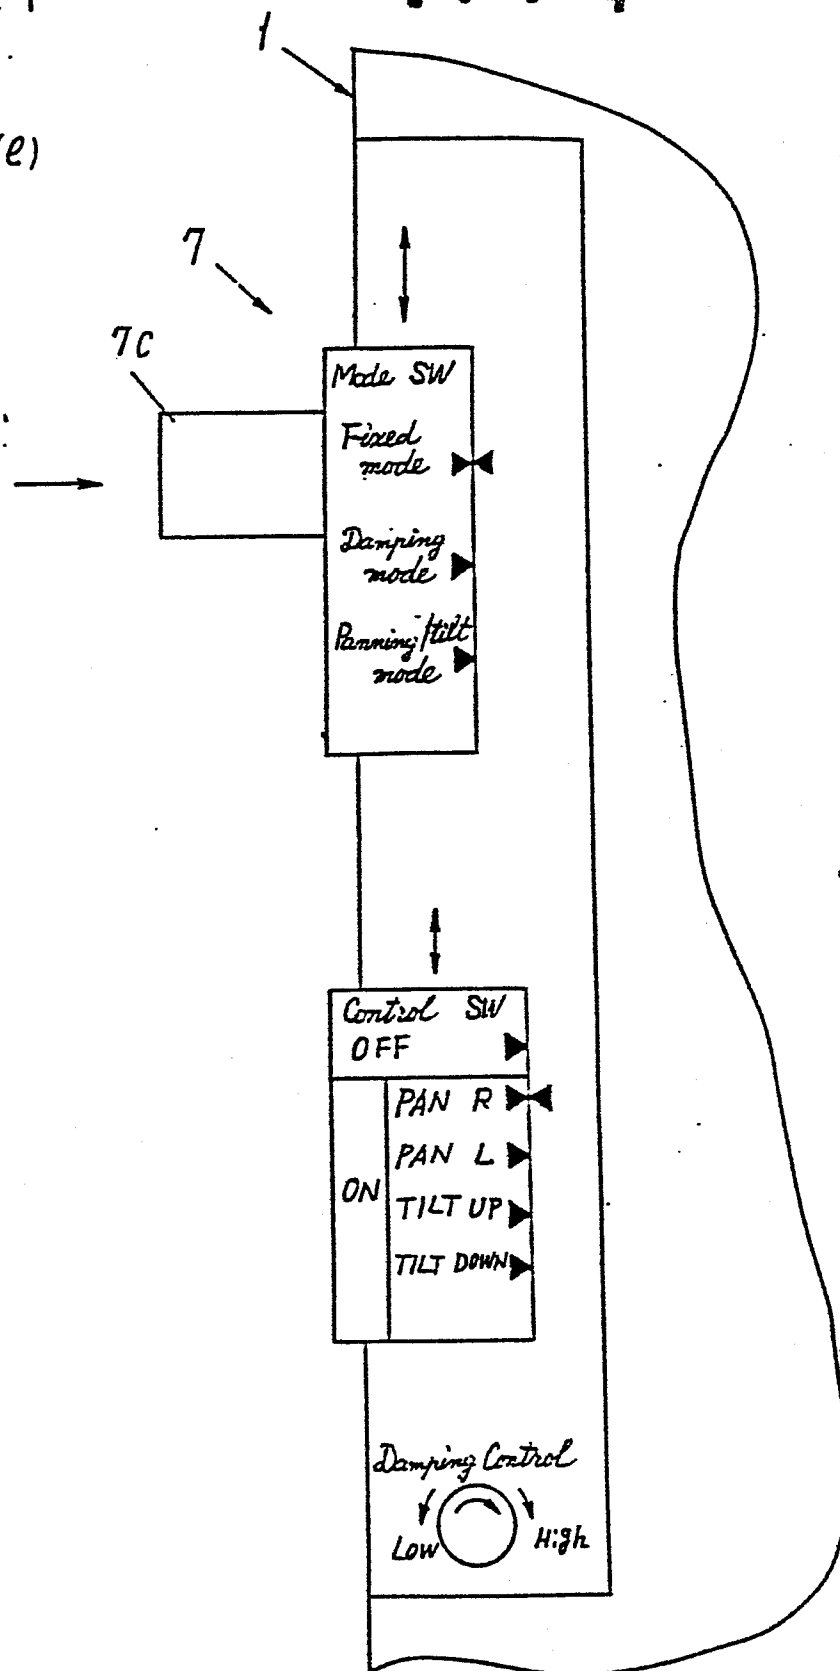 1
(e)
7
7c
Mode SW
Fixed
mode
Damping
mode
Panning/tilt
mode
Control SW
OFF
ON
PAN R
PAN L
TILT UP
TILT DOWN
Damping Control
Low
High